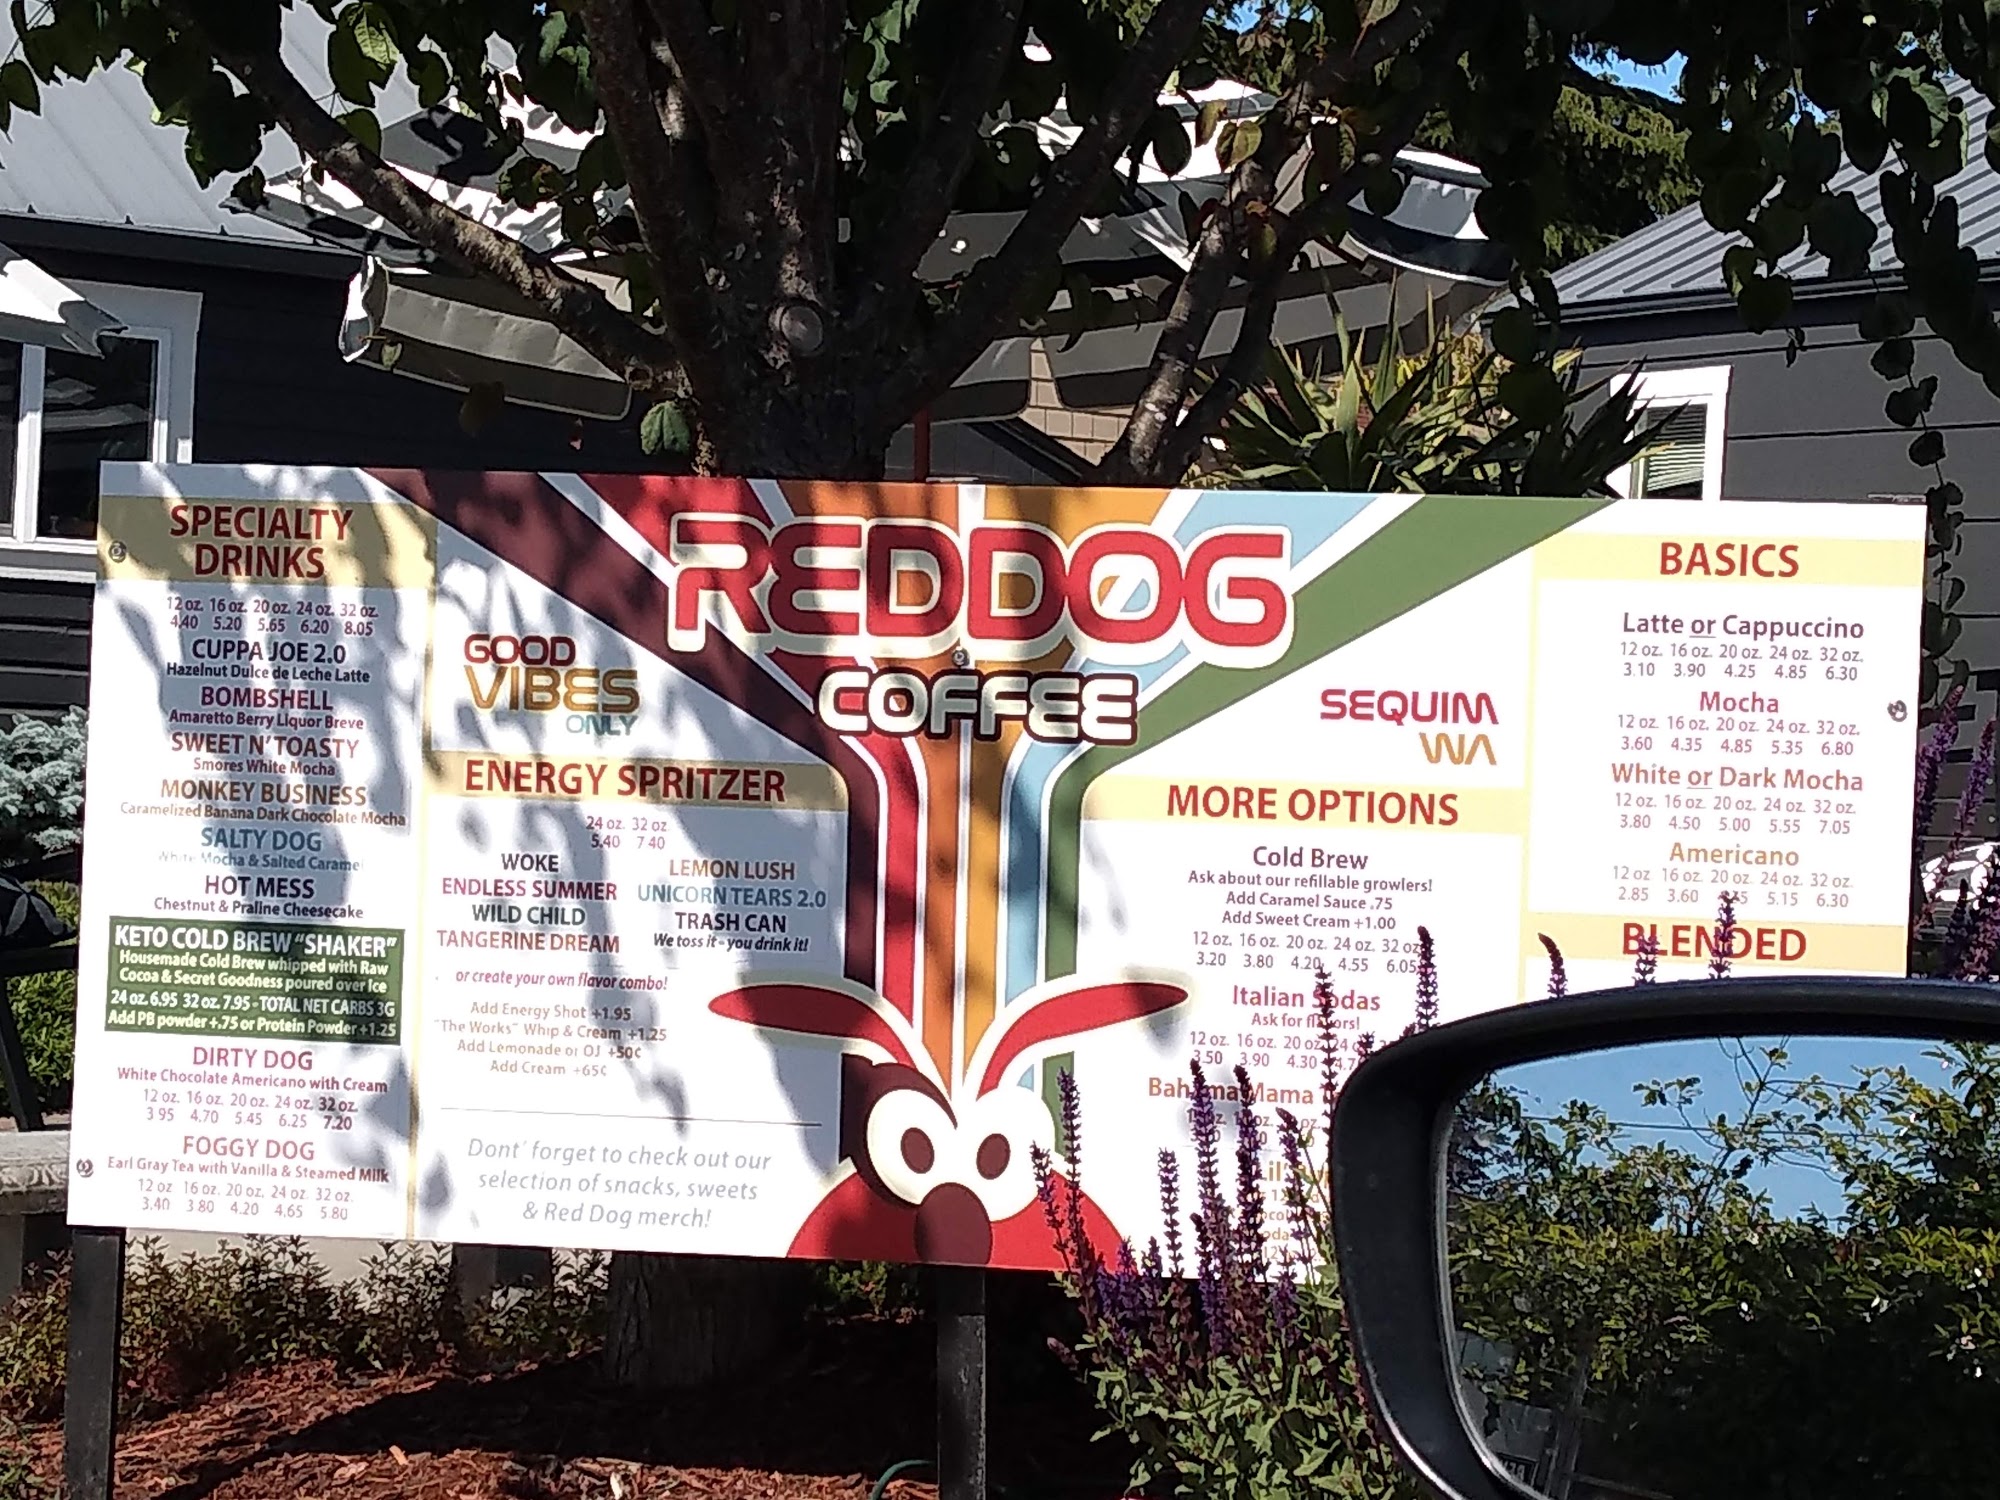 SPECIALTY
DRINKS
12 oz. 16 oz. 20 oz. 24 oz. 32 oz.
4.40 5.20 5.65 6.20 8.05
CUPPA JOE 2.0
Hazelnut Dulce de Leche Latte
BOMBSHELL
Amaretto Berry Liquor Breve
SWEET N' TOASTY
Smores White Mocha
MONKEY BUSINESS
Caramelized Banana Dark Chocolate Mocha
SALTY DOG
White Mocha & Salted Caramel
HOT MESS
Chestnut & Praline Cheesecake
KETO COLD BREW "SHAKER"
Housemade Cold Brew whipped with Raw
Cocoa & Secret Goodness poured over Ice
24 oz. 6.95 32 oz. 7.95 - TOTAL NET CARBS 3G
Add PB powder +.75 or Protein Powder +1.25
DIRTY DOG
White Chocolate Americano with Cream
12 oz. 16 oz. 20 oz. 24 oz. 32 oz.
3.95 4.70 5.45 6.25 7.20
FOGGY DOG
Earl Gray Tea with Vanilla & Steamed Milk
12 oz 16 oz. 20 oz. 24 oz. 32 oz.
3.40 3.80 4.20 4.65 5.80
GOOD
VIBES
ONLY
REDDOG
COFFEE
SEQUIM
WA
ENERGY SPRITZER
24 oz. 32 oz
5.40 7.40
WOKE
ENDLESS SUMMER
WILD CHILD
TANGERINE DREAM
LEMON LUSH
UNICORN TEARS 2.0
TRASH CAN
We toss it - you drink it!
or create your own flavor combo!
Add Energy Shot +1.95
"The Works" Whip & Cream +1.25
Add Lemonade or OJ +50¢
Add Cream +65¢
Dont' forget to check out our
selection of snacks, sweets
& Red Dog merch!
MORE OPTIONS
Cold Brew
Ask about our refillable growlers!
Add Caramel Sauce .75
Add Sweet Cream +1.00
12 oz. 16 oz. 20 oz. 24 oz. 32 oz.
3.20 3.80 4.20 4.55 6.05
Italian Sodas
Ask for flavors!
12 oz. 16 oz. 20 oz. 24
3.50 3.90 4.30
Bahama Mama
BASICS
Latte or Cappuccino
12 oz. 16 oz. 20 oz. 24 oz. 32 oz.
3.10 3.90 4.25 4.85 6.30
Mocha
12 oz. 16 oz. 20 oz. 24 oz. 32 oz.
3.60 4.35 4.85 5.35 6.80
White or Dark Mocha
12 oz. 16 oz. 20 oz. 24 oz. 32 oz.
3.80 4.50 5.00 5.55 7.05
Americano
12 oz 16 oz. 20 oz. 24 oz. 32 oz.
2.85 3.60 5.15 6.30
BLENDED